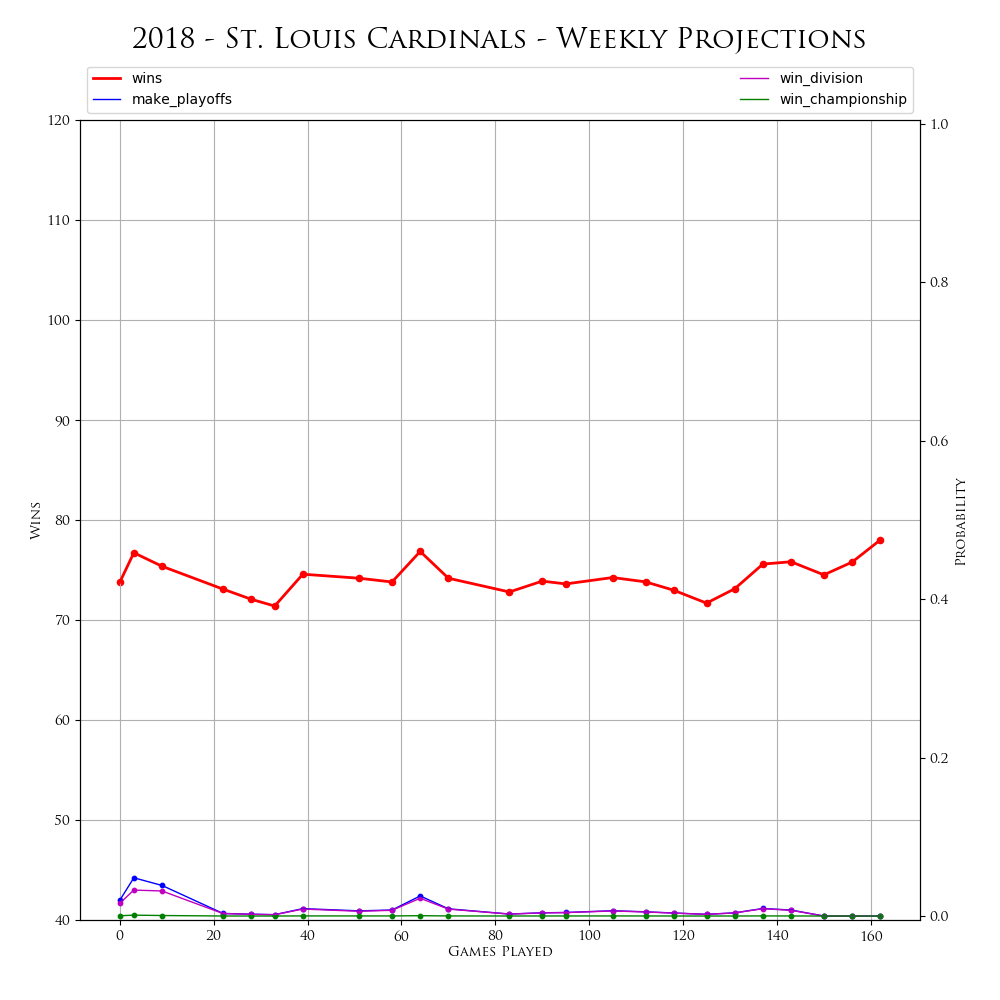 2018 - St. Louis Cardinals - Weekly Projections
wins
make_playoffs
win_division
win_championship
120
110
100
90
80
70
60
50
40
Wins
1.0
0.8
0.6
0.4
0.2
0.0
Probability
0 20 40 60 80 100 120 140 160
Games Played